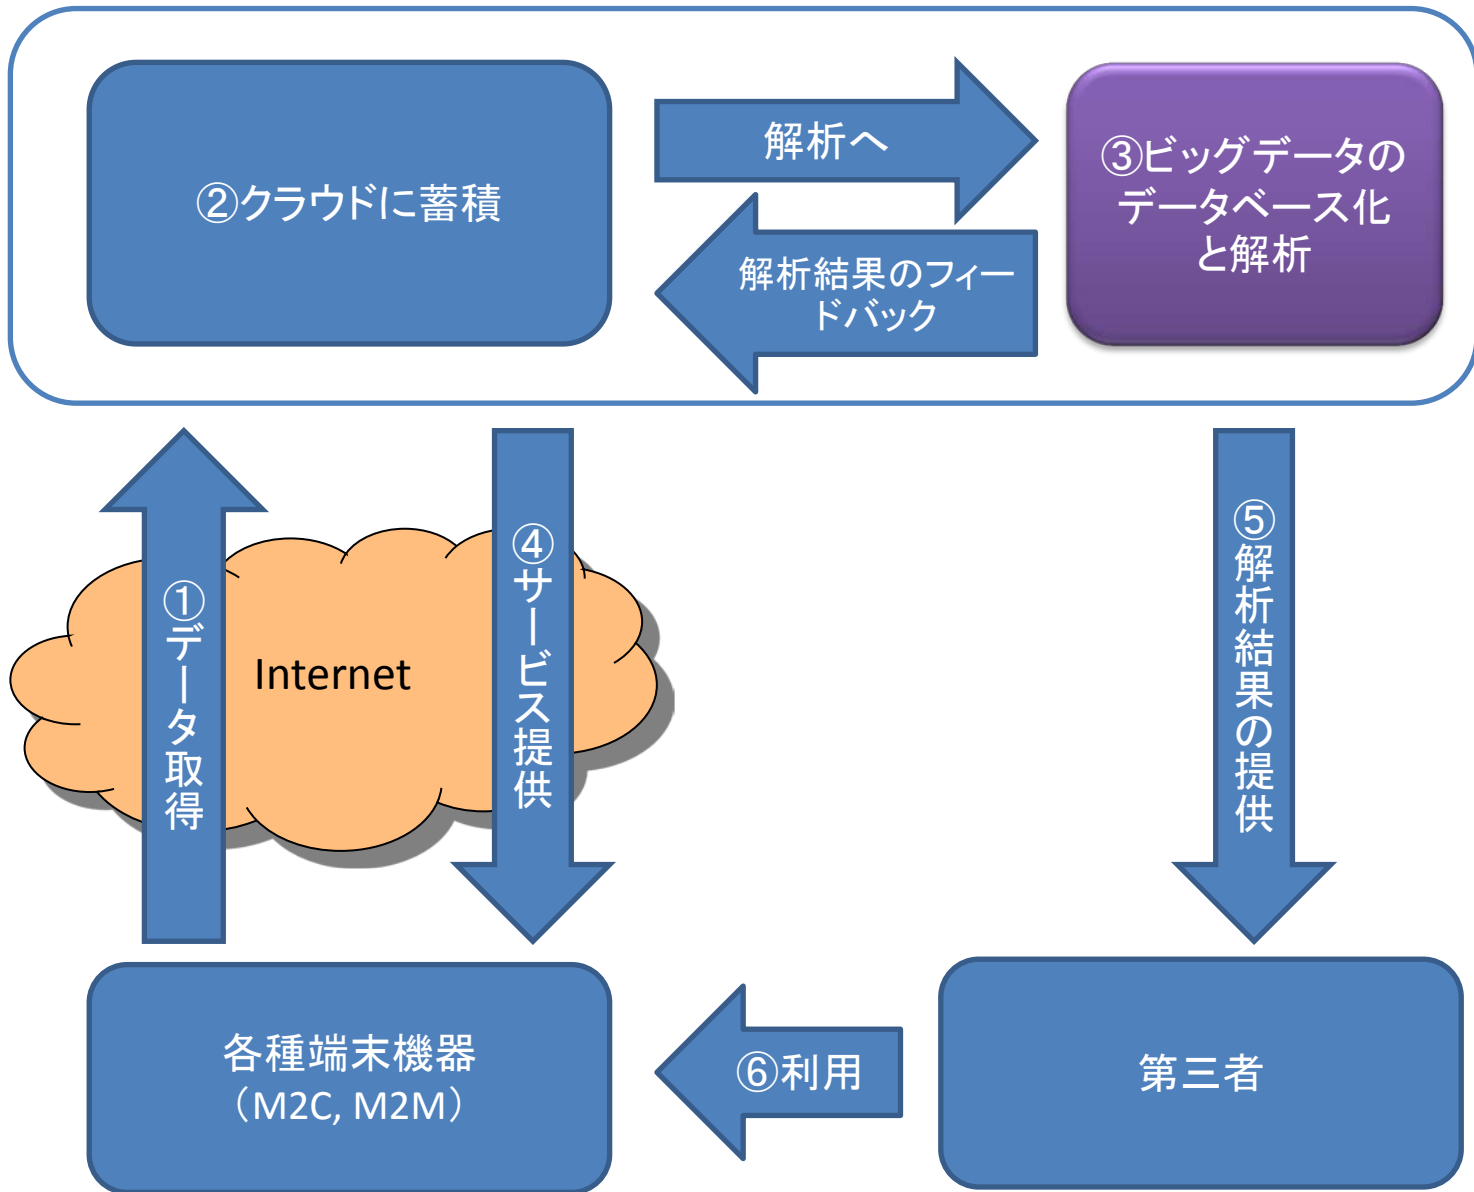 ②クラウドに蓄積
解析へ
解析結果のフィー
ドバック
③ビッグデータの
データベース化
と解析
①データ取得
Internet
④サービス提供
⑤解析結果の提供
各種端末機器
（M2C, M2M）
⑥利用
第三者